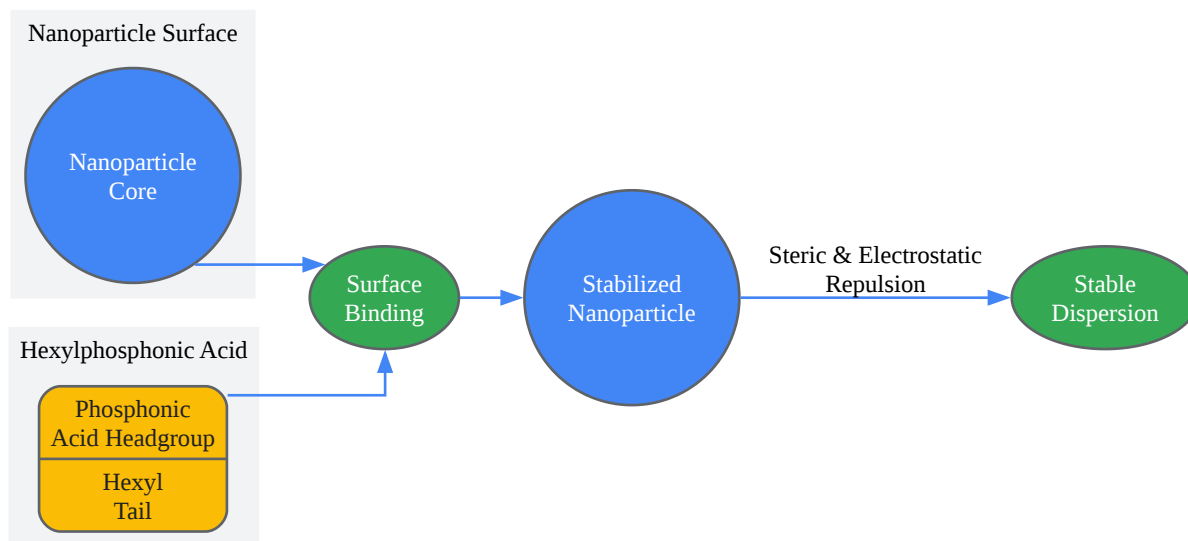 Nanoparticle Surface
Nanoparticle
Core
Hexylphosphonic Acid
Phosphonic
Acid Headgroup
Hexyl
Tail
Surface
Binding
Stabilized
Nanoparticle
Steric & Electrostatic
Repulsion
Stable
Dispersion